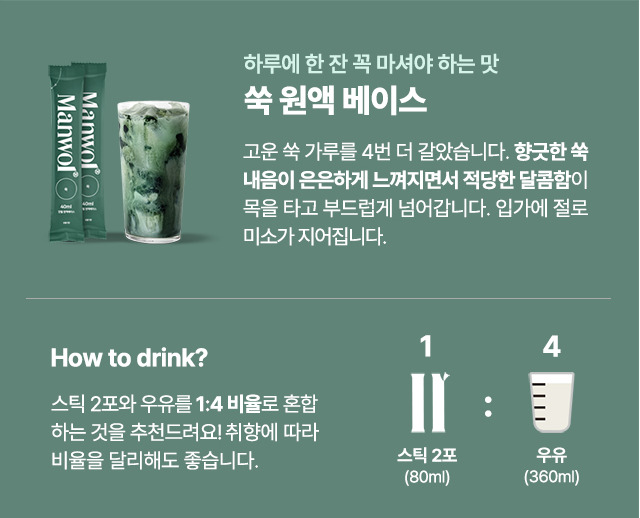 하루에 한 잔 꼭 마셔야 하는 맛
쑥 원액 베이스
고운 쑥 가루를 4번 더 갈았습니다. 향긋한 쑥
내음이 은은하게 느껴지면서 적당한 달콤함이
목을 타고 부드럽게 넘어갑니다. 입가에 절로
미소가 지어집니다.
Manwol®
40ml
Manwol®
40ml
How to drink?
스틱 2포와 우유를 1:4 비율로 혼합
하는 것을 추천드려요! 취향에 따라
비율을 달리해도 좋습니다.
1 : 4
스틱 2포 우유
(80ml) (360ml)